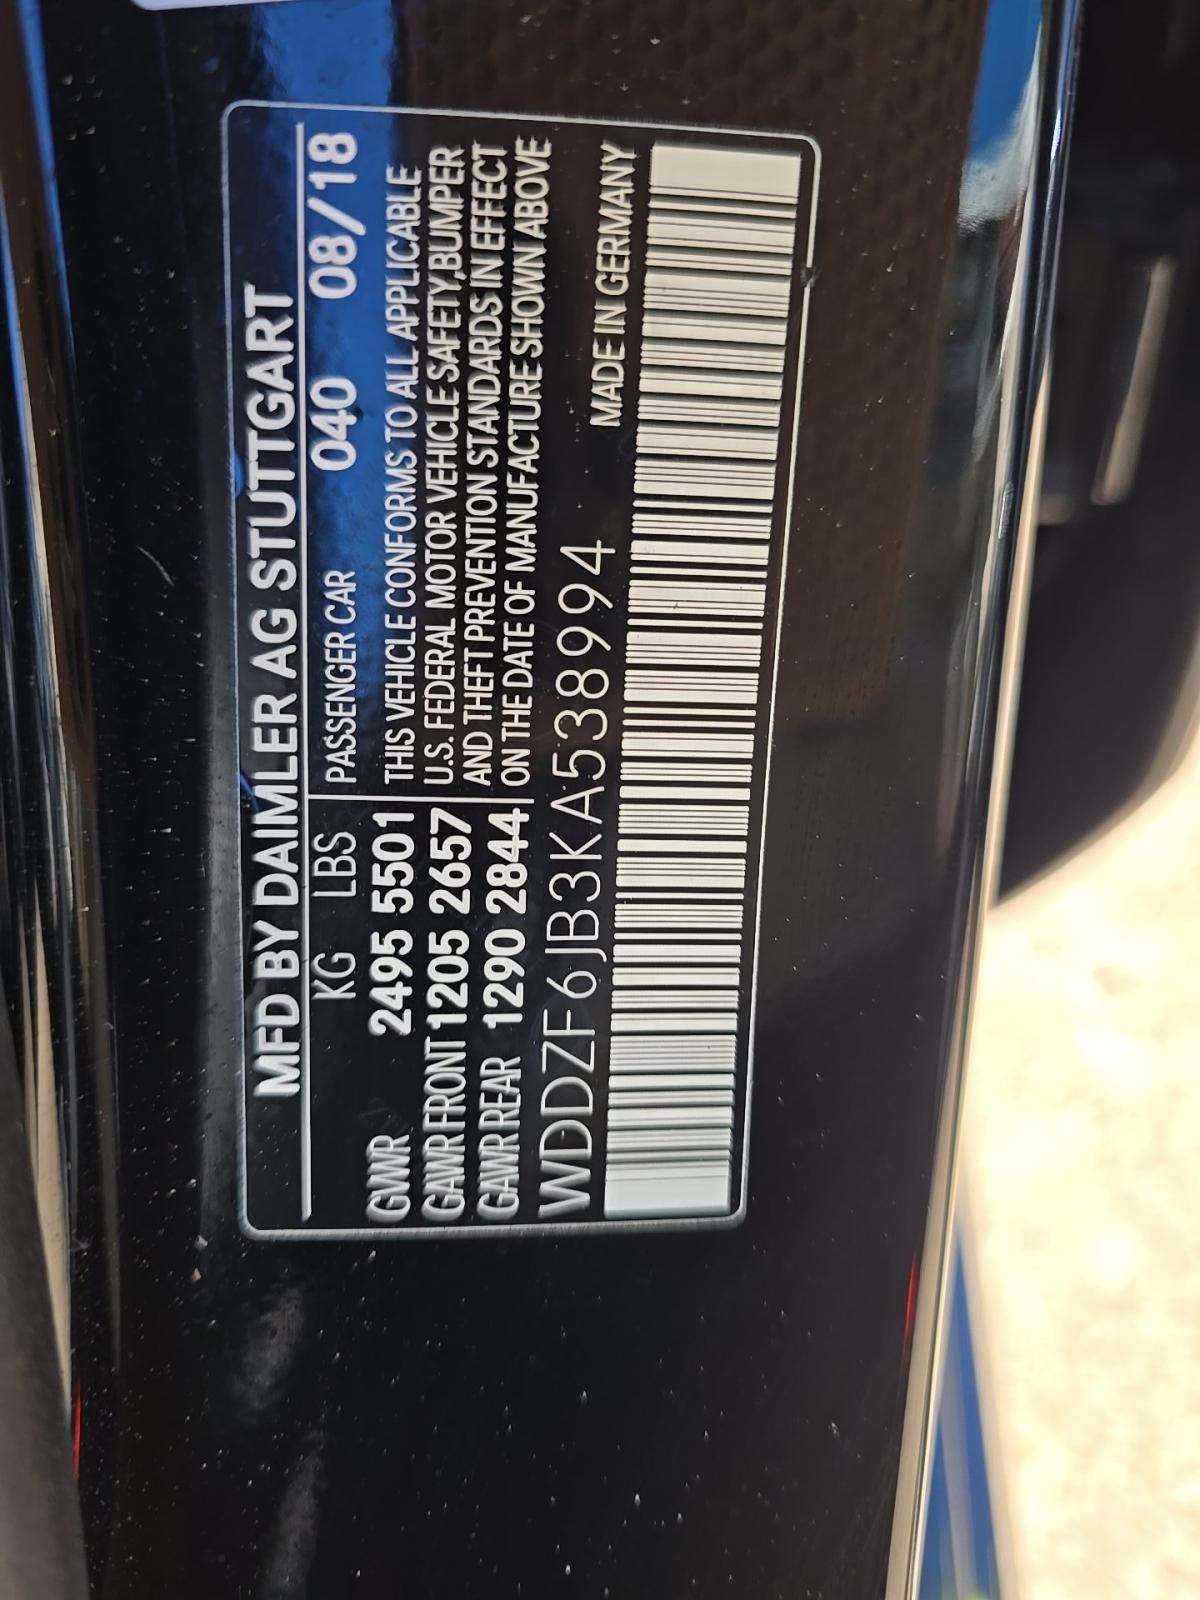 MFD BY DAIMLER AG STUTTGART
KG LBS PASSENGER CAR 040 08/18
GWR 2495 5501 THIS VEHICLE CONFORMS TO ALL APPLICABLE
GAWR FRONT 1205 2657 U.S. FEDERAL MOTOR VEHICLE SAFETY,BUMPER
GAWR REAR 1290 2844 AND THEFT PREVENTION STANDARDS IN EFFECT
ON THE DATE OF MANUFACTURE SHOWN ABOVE
WDDZF6JB3KA538994 MADE IN GERMANY